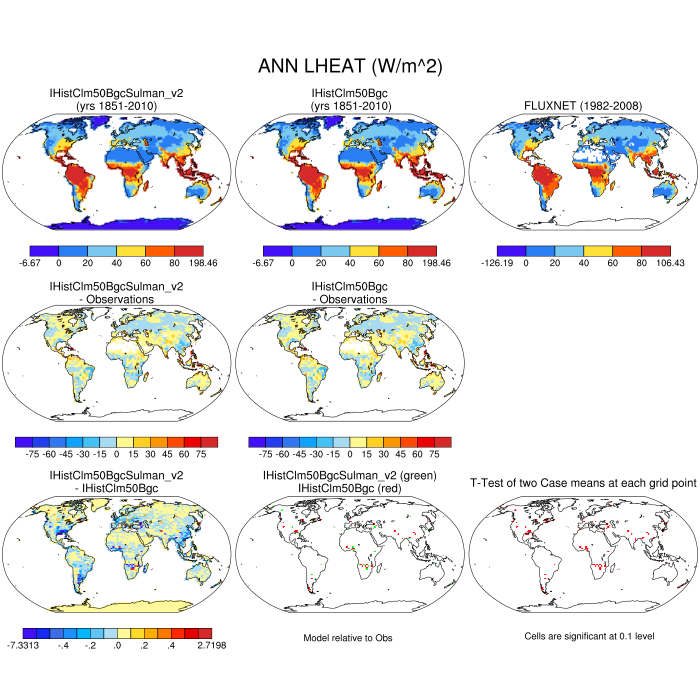 ANN LHEAT (W/m^2)
IHistClm50BgcSulman_v2
(yrs 1851-2010)
IHistClm50Bgc
(yrs 1851-2010)
FLUXNET (1982-2008)
-6.67 0 20 40 60 80 198.46
-6.67 0 20 40 60 80 198.46
-126.19 0 20 40 60 80 106.43
IHistClm50BgcSulman_v2
- Observations
IHistClm50Bgc
- Observations
-75 -60 -45 -30 -15 0 15 30 45 60 75
-75 -60 -45 -30 -15 0 15 30 45 60 75
IHistClm50BgcSulman_v2
- IHistClm50Bgc
IHistClm50BgcSulman_v2 (green)
IHistClm50Bgc (red)
T-Test of two Case means at each grid point
-7.3313 -.4 -.2 .0 .2 .4 2.7198
Model relative to Obs
Cells are significant at 0.1 level